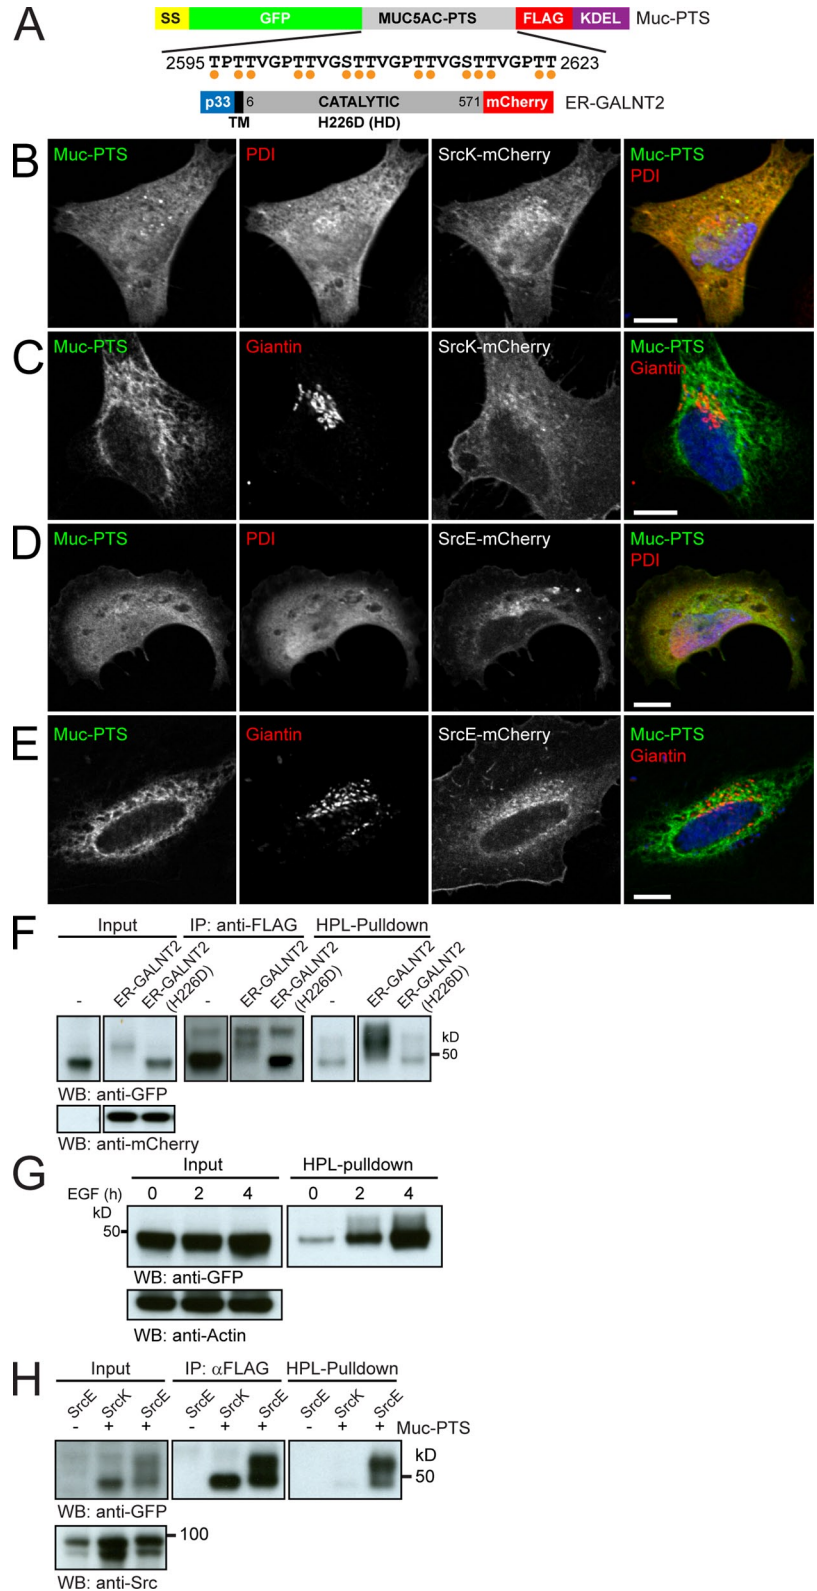 A
SS GFP MUC5AC-PTS FLAG KDEL Muc-PTS
2595 TPTTVGPTTVGSTTVGPTTVGSTTVGPTT 2623
p33 6 CATALYTIC 571 mCherry ER-GALNT2
TM H226D (HD)
B
Muc-PTS PDI SrcK-mCherry Muc-PTS
PDI
C
Muc-PTS Giantin SrcK-mCherry Muc-PTS
Giantin
D
Muc-PTS PDI SrcE-mCherry Muc-PTS
PDI
E
Muc-PTS Giantin SrcE-mCherry Muc-PTS
Giantin
F
Input IP: anti-FLAG HPL-Pulldown
- ER-GALNT2 ER-GALNT2 (H226D) - ER-GALNT2 ER-GALNT2 (H226D) - ER-GALNT2 ER-GALNT2 (H226D)
kD
50
WB: anti-GFP
WB: anti-mCherry
G
Input HPL-pulldown
EGF (h) 0 2 4 0 2 4
kD
50
WB: anti-GFP
WB: anti-Actin
H
Input IP: αFLAG HPL-Pulldown
SrcE SrcK SrcE SrcE SrcK SrcE SrcE SrcK SrcE
- + + - + + - + + Muc-PTS
kD
50
WB: anti-GFP
100
WB: anti-Src